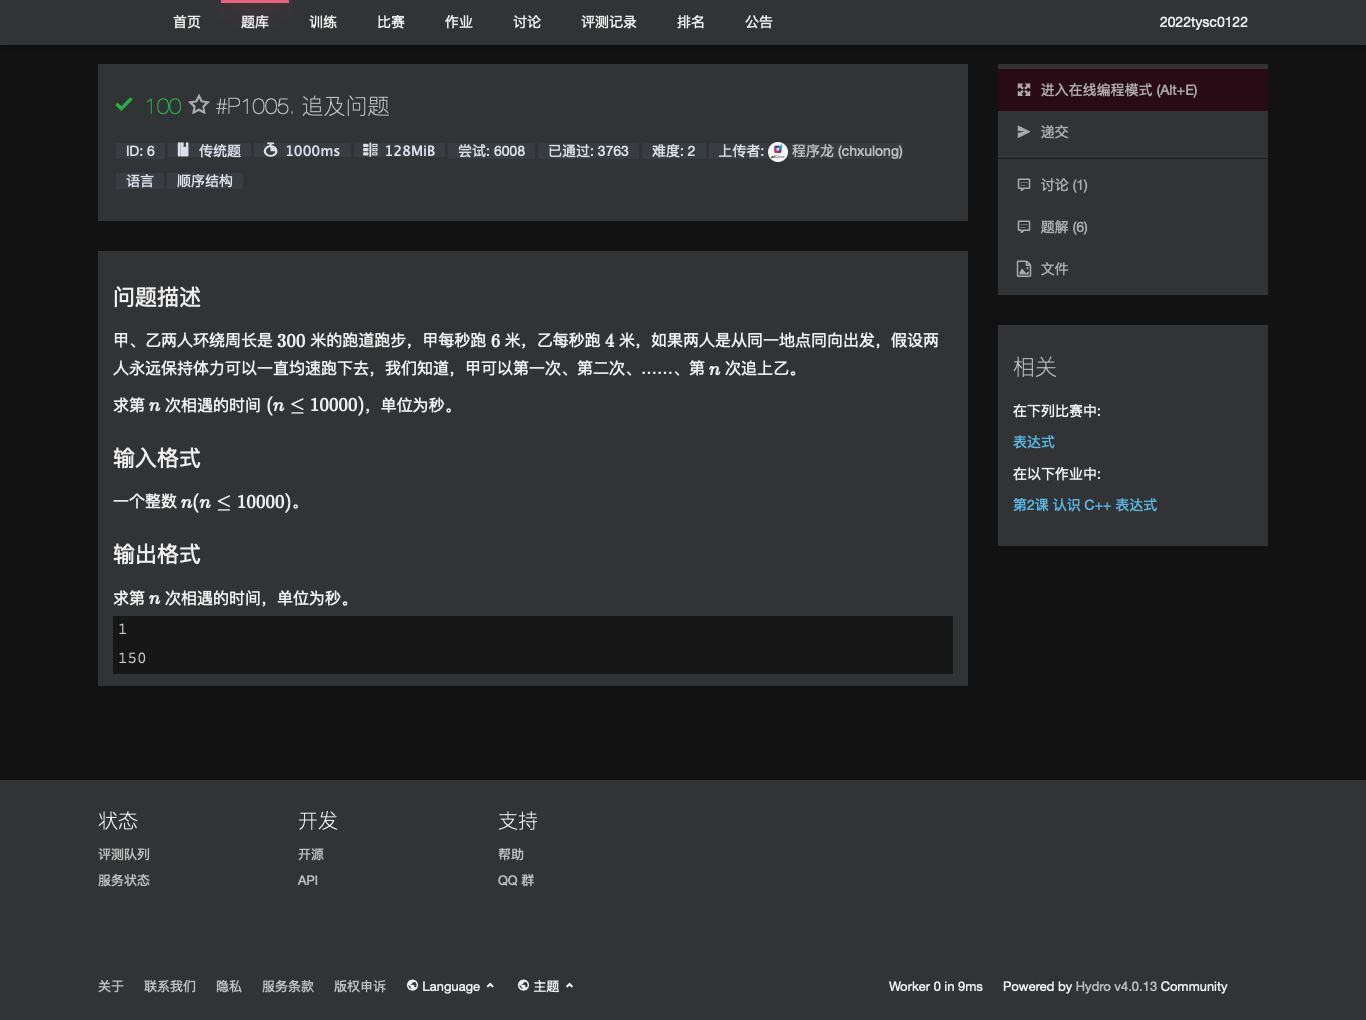 首页 题库 训练 比赛 作业 讨论 评测记录 排名 公告 2022tysc0122
100 #P1005. 追及问题
ID: 6 传统题 1000ms 128MiB 尝试: 6008 已通过: 3763 难度: 2 上传者: 程序龙 (chxulong)
语言 顺序结构
问题描述
甲、乙两人环绕周长是 300 米的跑道跑步，甲每秒跑 6 米，乙每秒跑 4 米，如果两人是从同一地点同向出发，假设两
人永远保持体力可以一直均速跑下去，我们知道，甲可以第一次、第二次、……、第 n 次追上乙。
求第 n 次相遇的时间 (n ≤ 10000)，单位为秒。
输入格式
一个整数 n(n ≤ 10000)。
输出格式
求第 n 次相遇的时间，单位为秒。
1
150
进入在线编程模式 (Alt+E)
递交
讨论 (1)
题解 (6)
文件
相关
在下列比赛中:
表达式
在以下作业中:
第2课 认识 C++ 表达式
状态 开发 支持
评测队列 开源 帮助
服务状态 API QQ 群
关于 联系我们 隐私 服务条款 版权申诉 Language 主题 Worker 0 in 9ms Powered by Hydro v4.0.13 Community